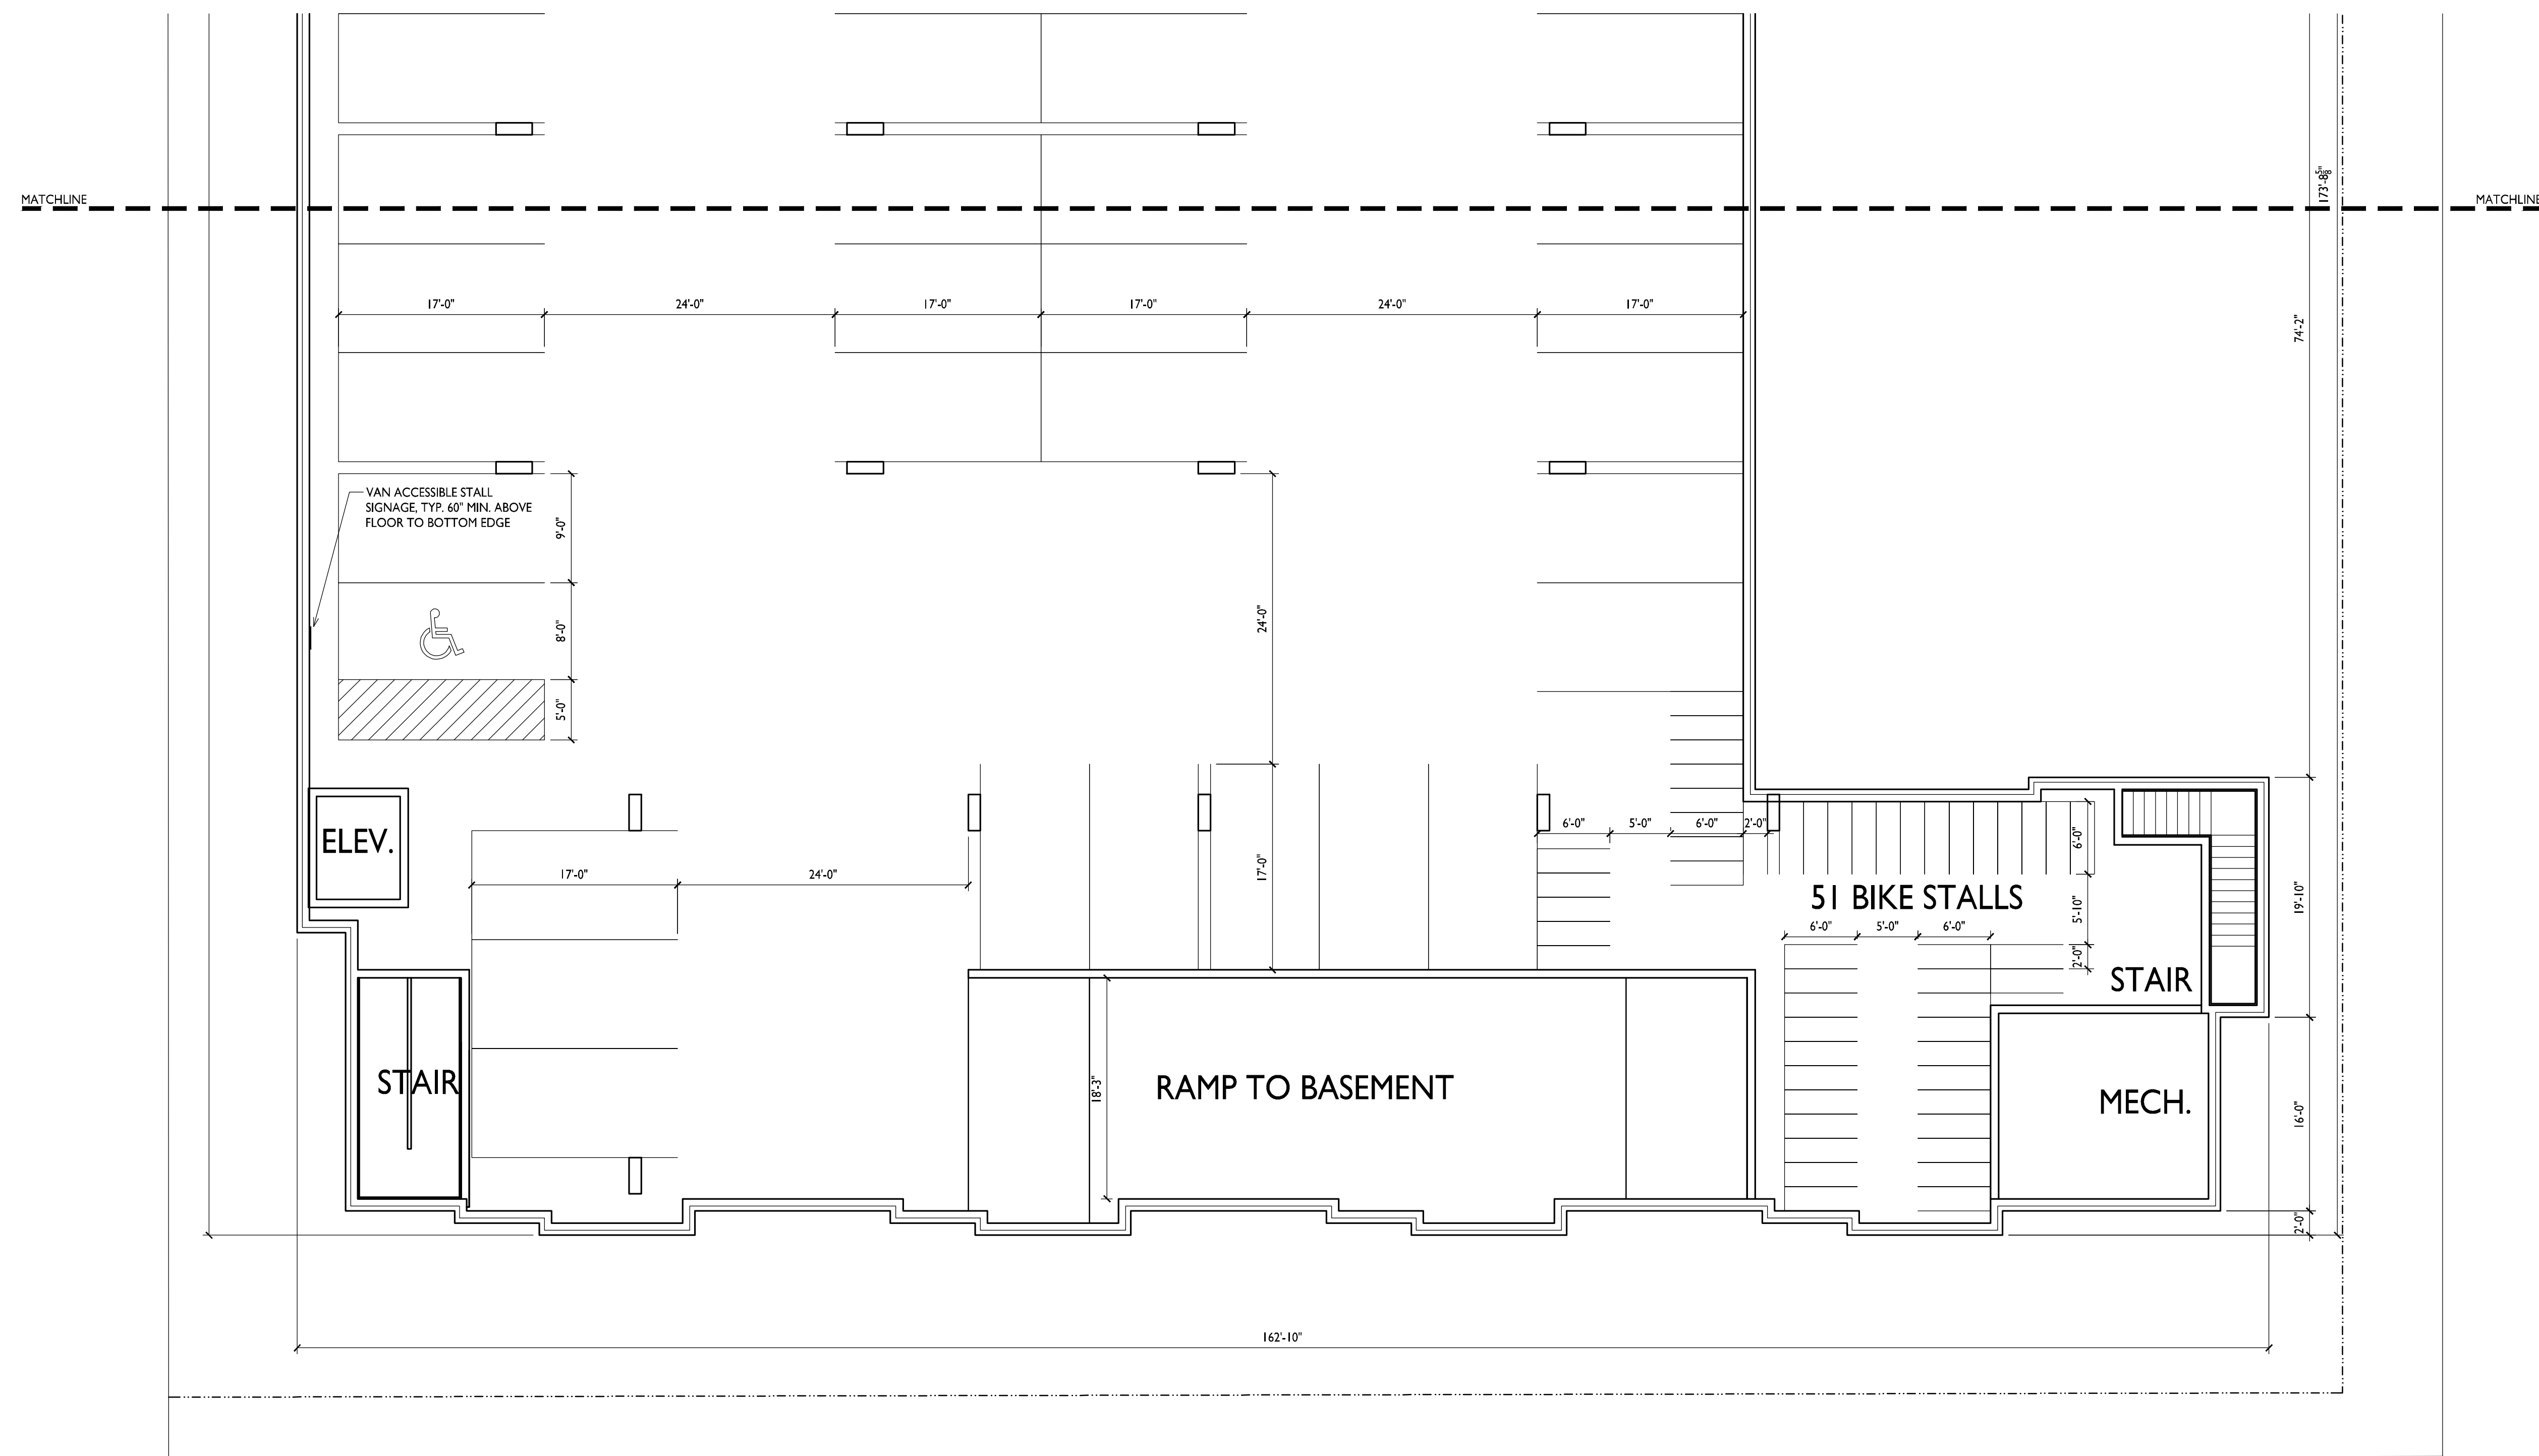 MATCHLINE
MATCHLINE
173'-8⅝"
17'-0"
24'-0"
17'-0"
17'-0"
24'-0"
17'-0"
74'-2"
VAN ACCESSIBLE STALL
SIGNAGE, TYP. 60" MIN. ABOVE
FLOOR TO BOTTOM EDGE
9'-0"
8'-0"
5'-0"
24'-0"
17'-0"
ELEV.
17'-0"
24'-0"
6'-0"
5'-0"
6'-0"
2'-0"
6'-0"
51 BIKE STALLS
5'-10"
19'-10"
6'-0"
5'-0"
6'-0"
2'-0"
STAIR
STAIR
18'-3"
RAMP TO BASEMENT
MECH.
16'-0"
2'-0"
162'-10"